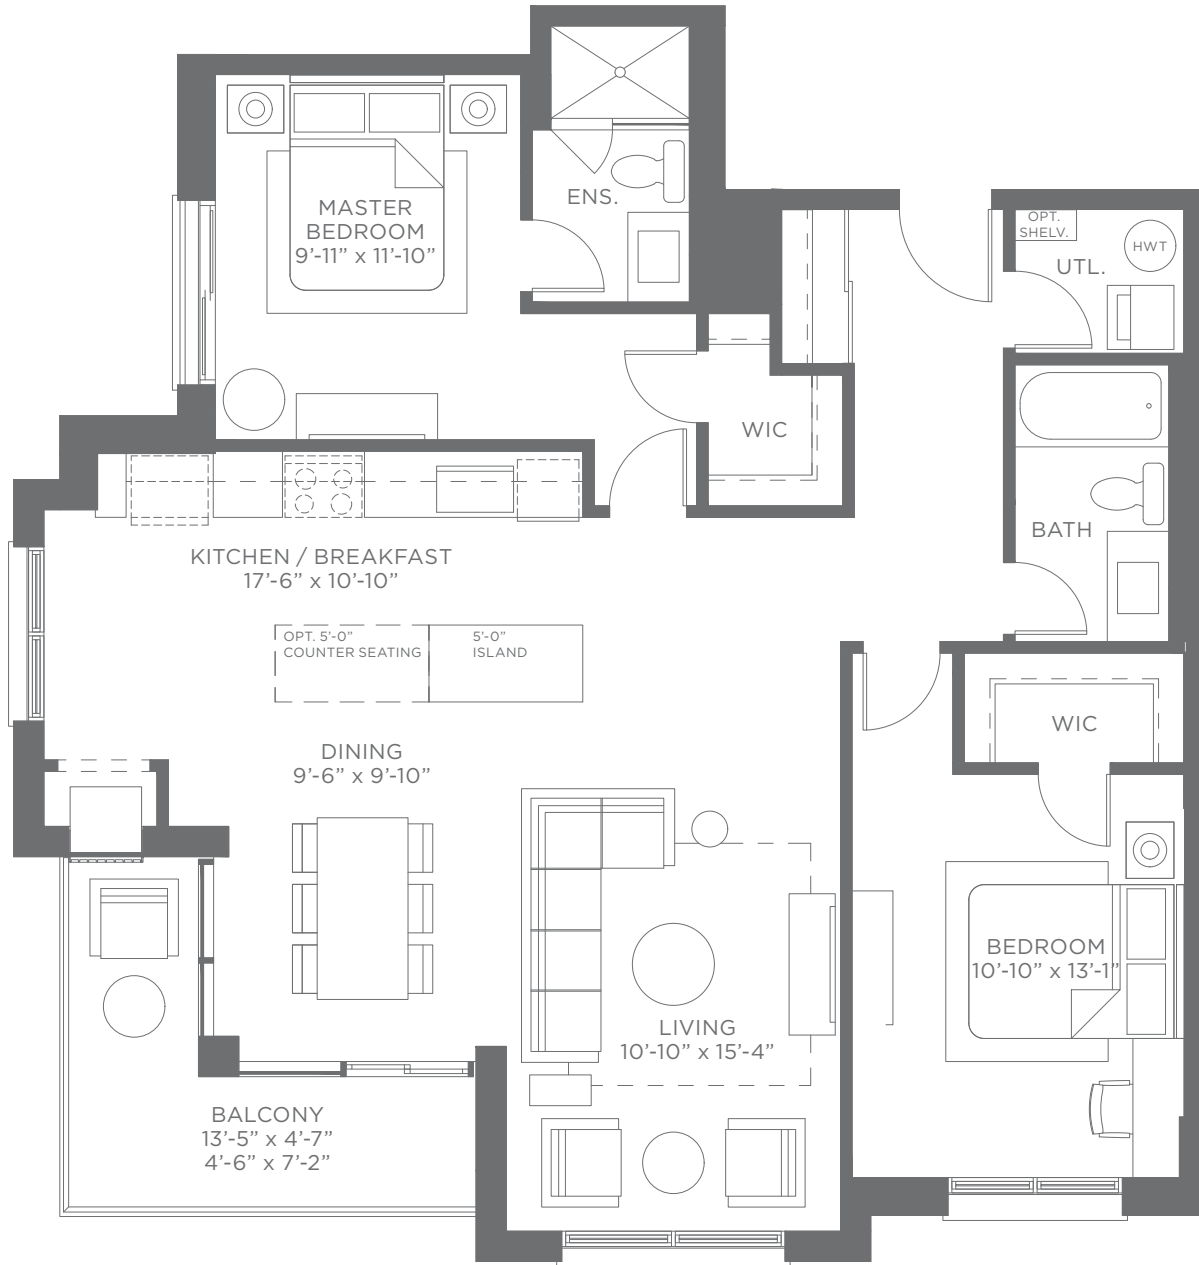 MASTER
BEDROOM
9’-11” x 11’-10”
ENS.
OPT.
SHELV.
HWT
UTL.
WIC
BATH
KITCHEN / BREAKFAST
17’-6” x 10’-10”
OPT. 5’-0”
COUNTER SEATING
5’-0”
ISLAND
WIC
DINING
9’-6” x 9’-10”
BEDROOM
10’-10” x 13’-1”
LIVING
10’-10” x 15’-4”
BALCONY
13’-5” x 4’-7”
4’-6” x 7’-2”